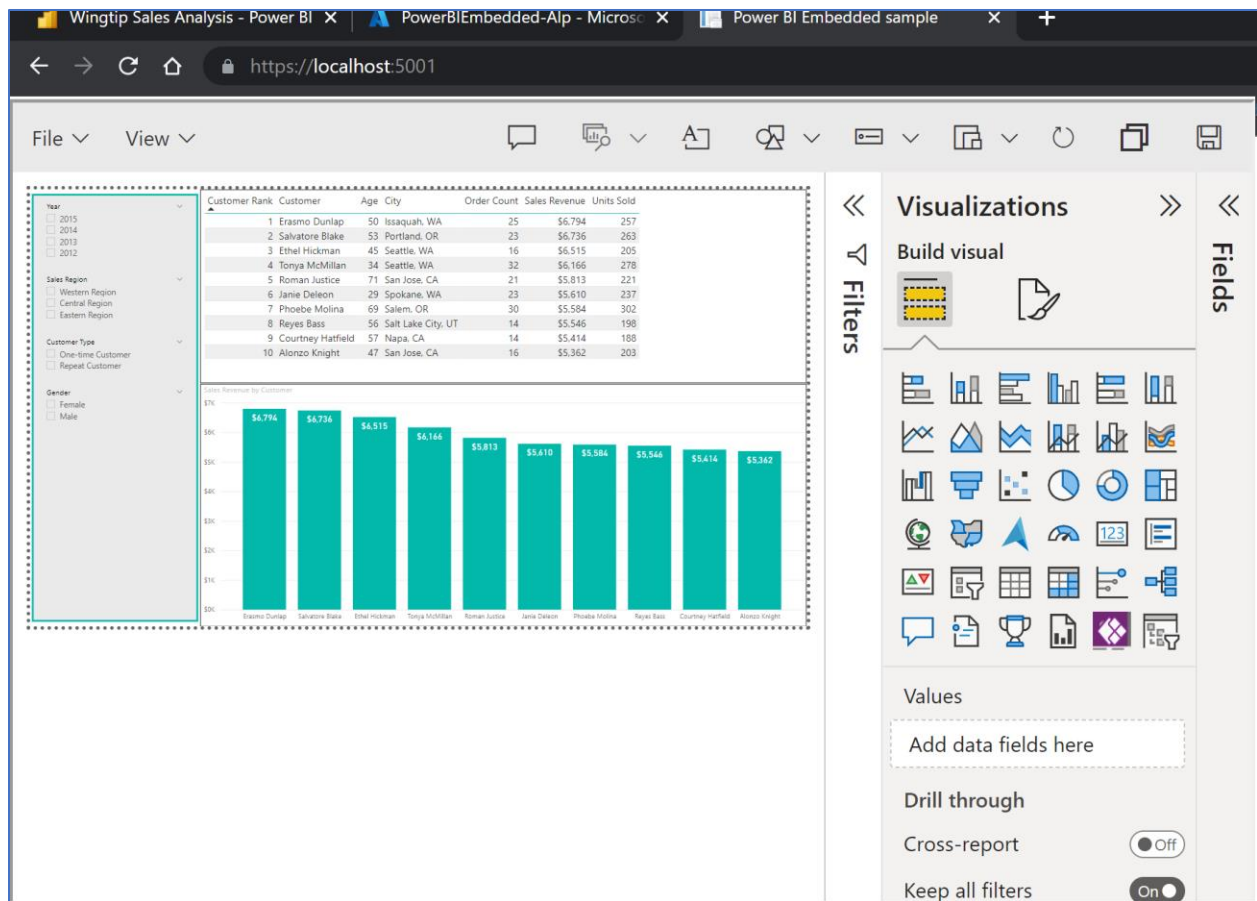 Wingtip Sales Analysis - Power BI
PowerBIEmbedded-Alp - Microsc
Power BI Embedded sample
https://localhost:5001
File
View
Year
2015
2014
2013
2012
Sales Region
Western Region
Central Region
Eastern Region
Customer Type
One-time Customer
Repeat Customer
Gender
Female
Male
Customer Rank Customer Age City Order Count Sales Revenue Units Sold
1 Erasmo Dunlap 50 Issaquah, WA 25 $6,794 257
2 Salvatore Blake 53 Portland, OR 23 $6,736 263
3 Ethel Hickman 45 Seattle, WA 16 $6,515 205
4 Tonya McMillan 34 Seattle, WA 32 $6,166 278
5 Roman Justice 71 San Jose, CA 21 $5,813 221
6 Janie Deleon 29 Spokane, WA 23 $5,610 237
7 Phoebe Molina 69 Salem, OR 30 $5,584 302
8 Reyes Bass 56 Salt Lake City, UT 14 $5,546 198
9 Courtney Hatfield 57 Napa, CA 14 $5,414 188
10 Alonzo Knight 47 San Jose, CA 16 $5,362 203
Sales Revenue by Customer
$7K
$6K
$5K
$4K
$3K
$2K
$1K
$0K
$6,794 $6,736 $6,515 $6,166 $5,813 $5,610 $5,584 $5,546 $5,414 $5,362
Erasmo Dunlap Salvatore Blake Ethel Hickman Tonya McMillan Roman Justice Janie Deleon Phoebe Molina Reyes Bass Courtney Hatfield Alonzo Knight
Filters
Visualizations
Build visual
123
Values
Add data fields here
Drill through
Cross-report
Off
Keep all filters
On
Fields